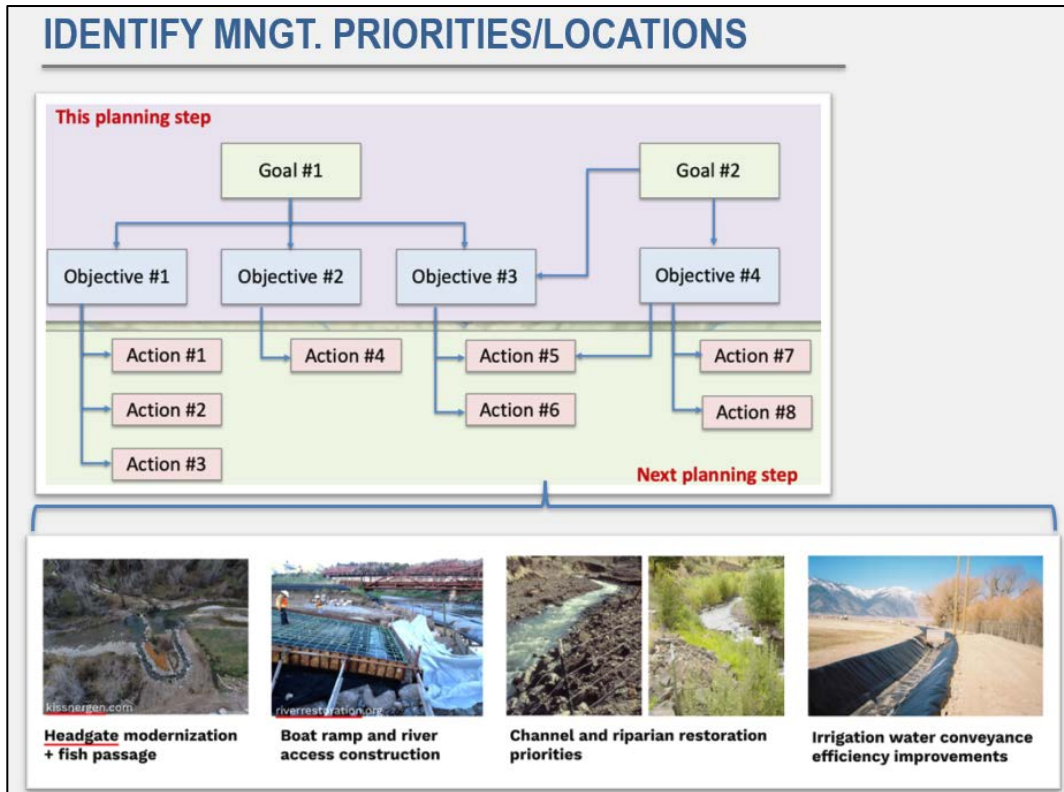 IDENTIFY MNGT. PRIORITIES/LOCATIONS
This planning step
Goal #1
Goal #2
Objective #1
Objective #2
Objective #3
Objective #4
Action #1
Action #4
Action #5
Action #7
Action #2
Action #6
Action #8
Action #3
Next planning step
kissnergen.com
riverrestoration.org
Headgate modernization
+ fish passage
Boat ramp and river
access construction
Channel and riparian restoration
priorities
Irrigation water conveyance
efficiency improvements